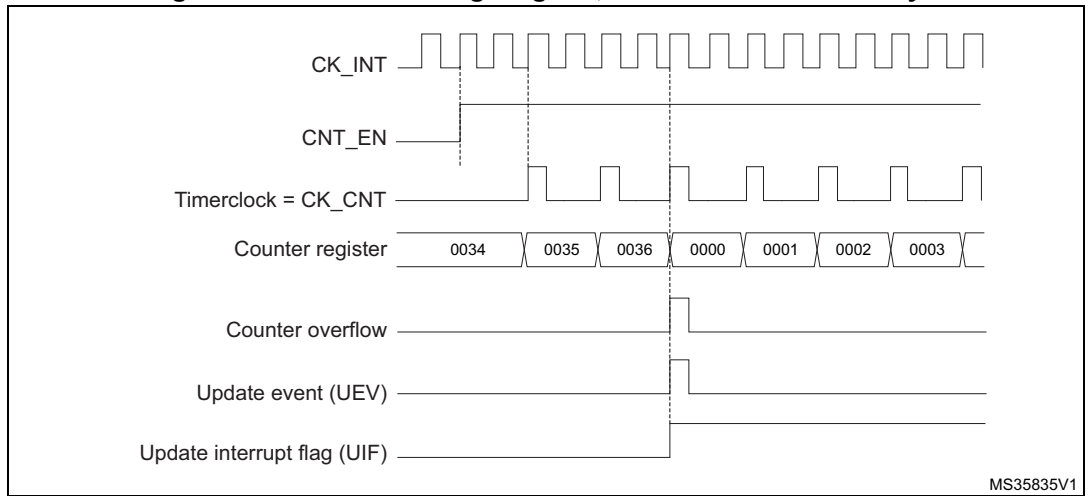 CK_INT
CNT_EN
Timerclock = CK_CNT
Counter register 0034 0035 0036 0000 0001 0002 0003
Counter overflow
Update event (UEV)
Update interrupt flag (UIF)
MS35835V1